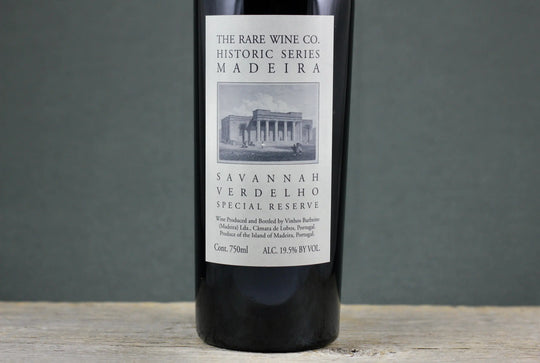 THE RARE WINE CO.
HISTORIC SERIES
MADEIRA
SAVANNAH
VERDELHO
SPECIAL RESERVE
Wine Produced and Bottled by Vinhos Barbeito
(Madeira) Lda., Câmara de Lobos, Portugal.
Product of the Island of Madeira, Portugal.
Cont. 750ml ALC. 19.5% BY VOL.